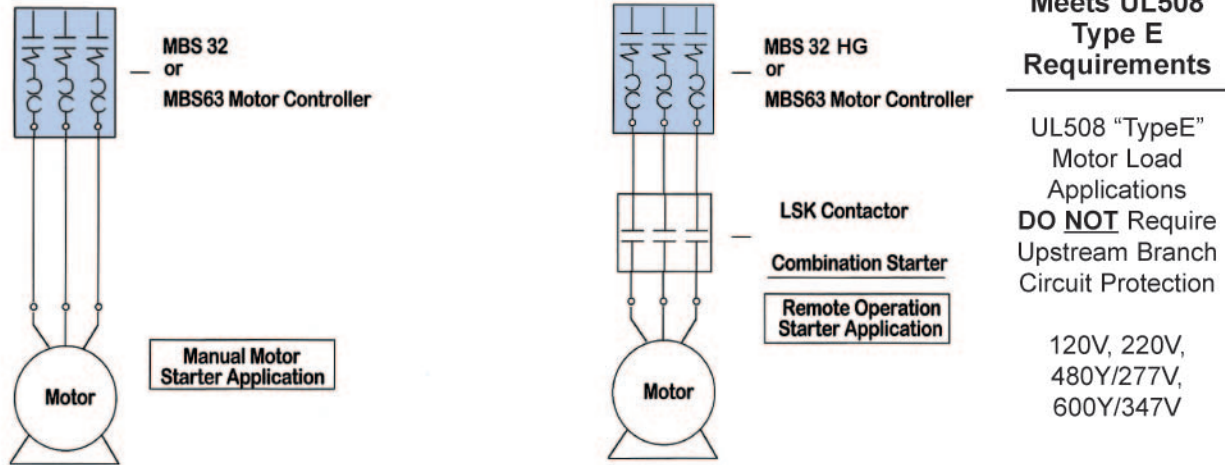 MBS 32
or
MBS63 Motor Controller
Manual Motor
Starter Application
Motor
MBS 32 HG
or
MBS63 Motor Controller
LSK Contactor
Combination Starter
Remote Operation
Starter Application
Motor
Meets UL508
Type E
Requirements
UL508 “TypeE”
Motor Load
Applications
DO NOT Require
Upstream Branch
Circuit Protection
120V, 220V,
480Y/277V,
600Y/347V